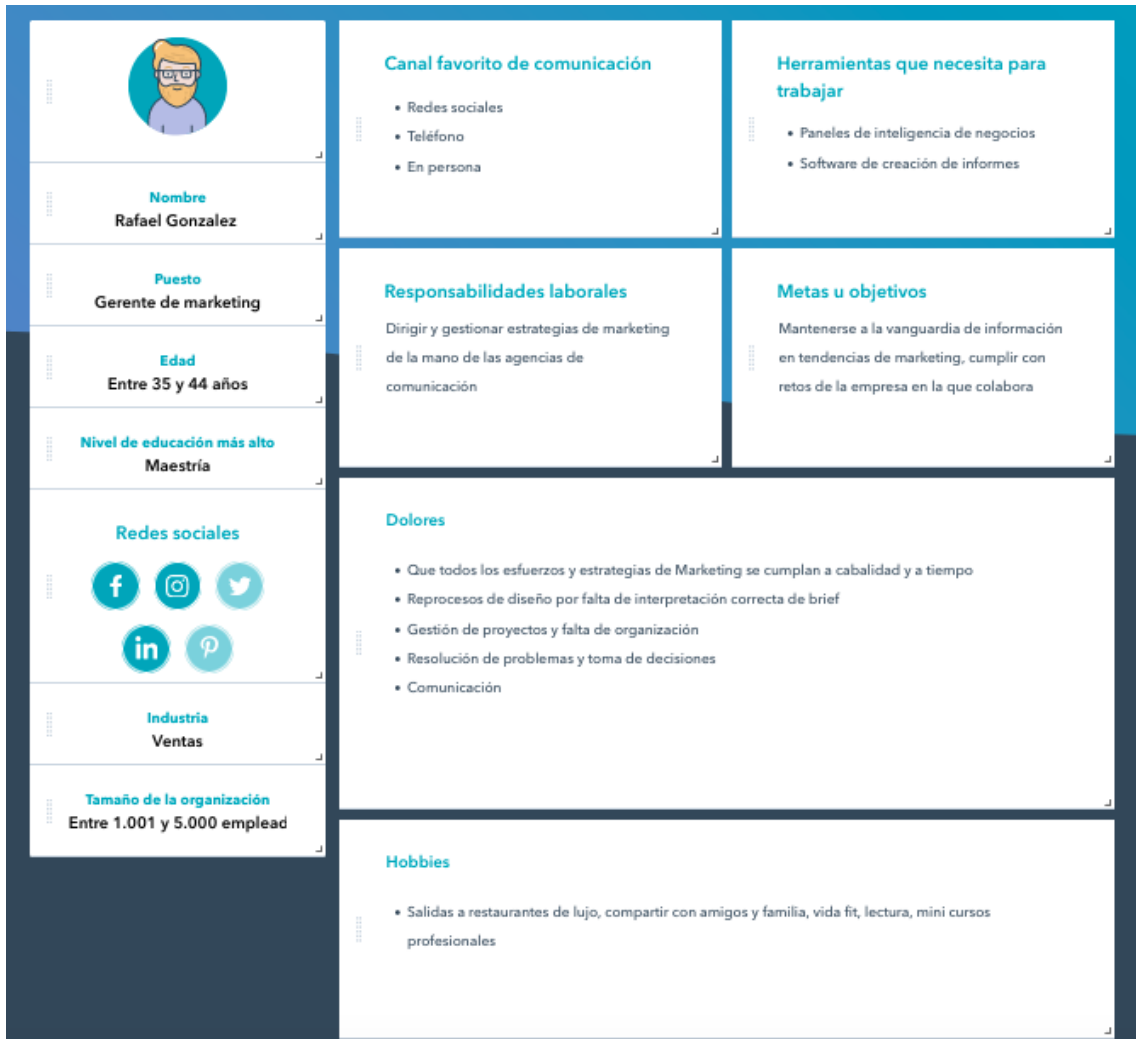 Nombre
Rafael Gonzalez
Puesto
Gerente de marketing
Edad
Entre 35 y 44 años
Nivel de educación más alto
Maestría
Redes sociales
f
in
Industria
Ventas
Tamaño de la organización
Entre 1.001 y 5.000 emplead
Canal favorito de comunicación
• Redes sociales
• Teléfono
• En persona
Herramientas que necesita para
trabajar
• Paneles de inteligencia de negocios
• Software de creación de informes
Responsabilidades laborales
Dirigir y gestionar estrategias de marketing
de la mano de las agencias de
comunicación
Metas u objetivos
Mantenerse a la vanguardia de información
en tendencias de marketing, cumplir con
retos de la empresa en la que colabora
Dolores
• Que todos los esfuerzos y estrategias de Marketing se cumplan a cabalidad y a tiempo
• Reprocesos de diseño por falta de interpretación correcta de brief
• Gestión de proyectos y falta de organización
• Resolución de problemas y toma de decisiones
• Comunicación
Hobbies
• Salidas a restaurantes de lujo, compartir con amigos y familia, vida fit, lectura, mini cursos
profesionales